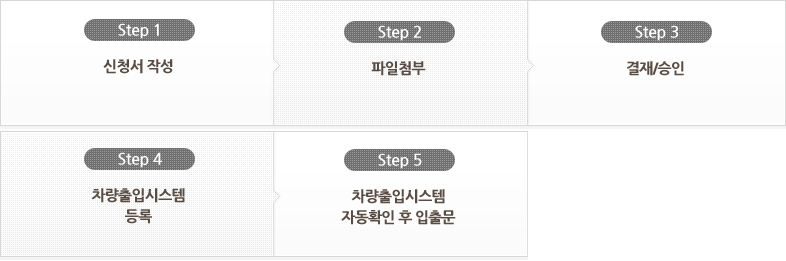 Step 1
신청서 작성
Step 2
파일첨부
Step 3
결재/승인
Step 4
차량출입시스템
등록
Step 5
차량출입시스템
자동확인 후 입출문